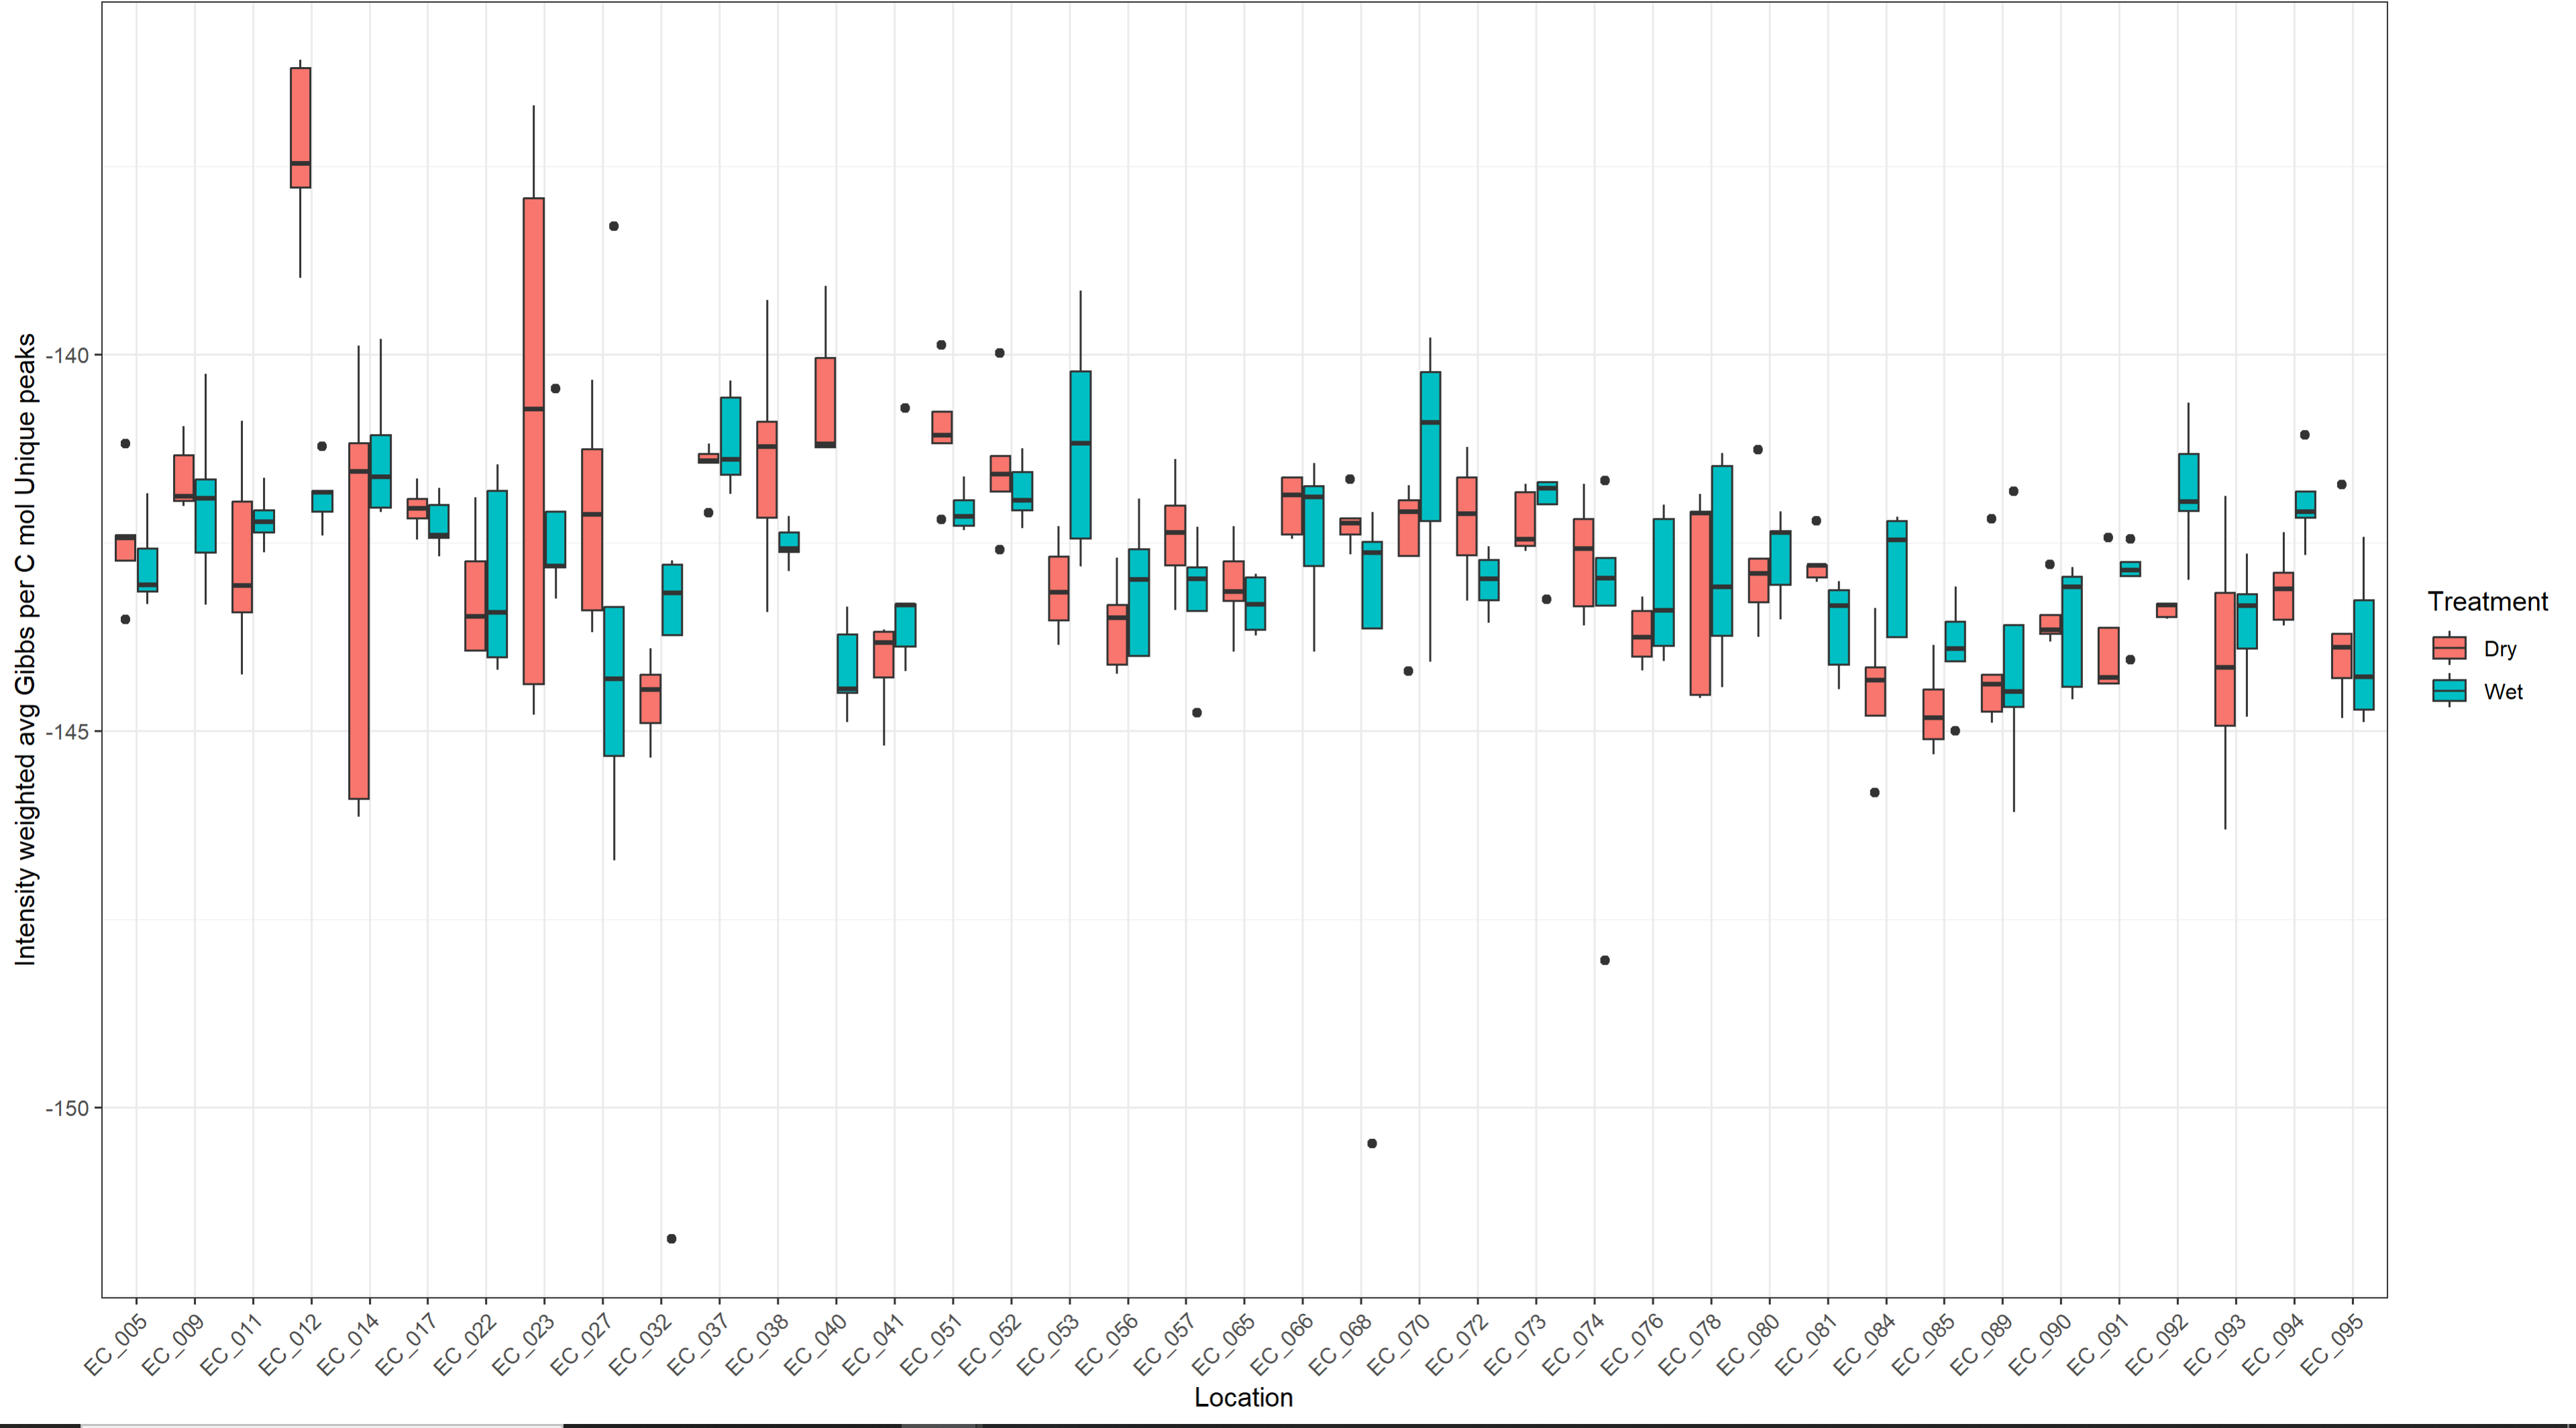 Intensity weighted avg Gibbs per C mol Unique peaks
-140
-145
-150
EC_005
EC_009
EC_011
EC_012
EC_014
EC_017
EC_022
EC_023
EC_027
EC_032
EC_037
EC_038
EC_040
EC_041
EC_051
EC_052
EC_053
EC_056
EC_057
EC_065
EC_066
EC_068
EC_070
EC_072
EC_073
EC_074
EC_076
EC_078
EC_080
EC_081
EC_084
EC_085
EC_089
EC_090
EC_091
EC_092
EC_093
EC_094
EC_095
Location
Treatment
Dry
Wet